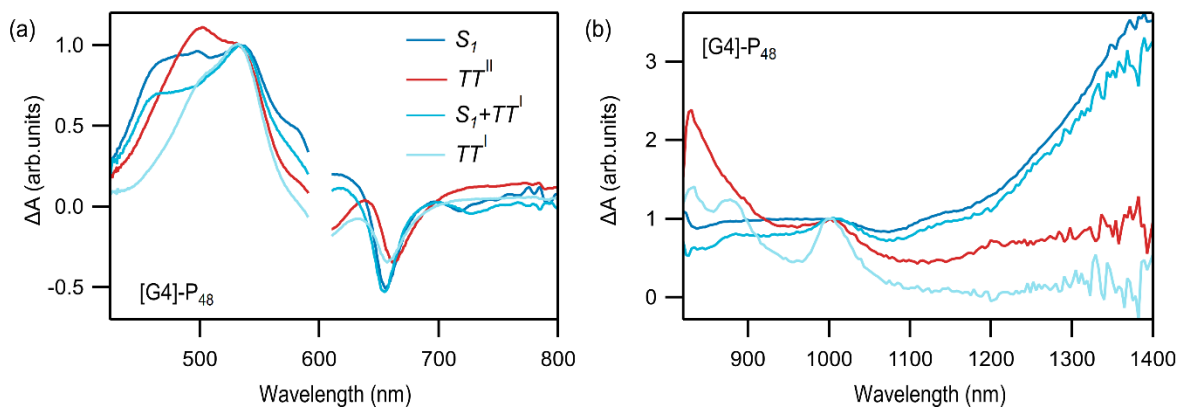 (a)
ΔA (arb.units)
1.0
0.5
0.0
-0.5
S₁
TTᴵᴵ
S₁+TTᴵ
TTᴵ
[G4]-P₄₈
500
600
700
800
Wavelength (nm)
(b)
ΔA (arb.units)
3
2
1
0
[G4]-P₄₈
900
1000
1100
1200
1300
1400
Wavelength (nm)